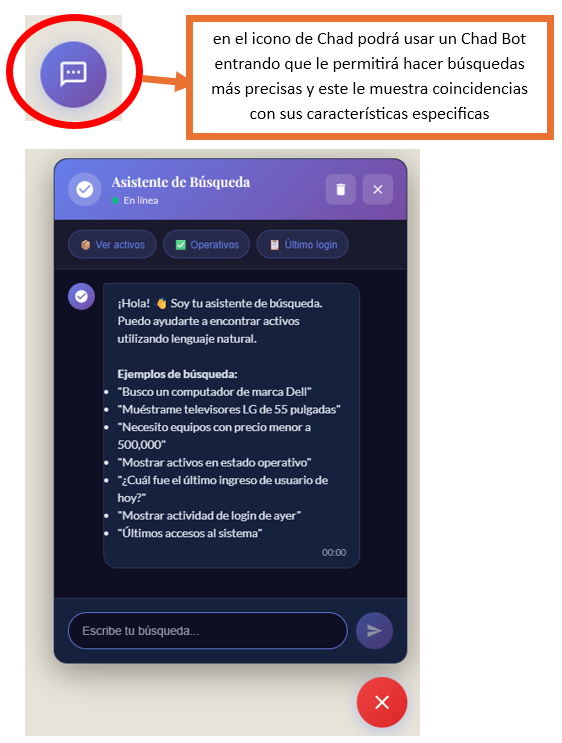 en el icono de Chad podrá usar un Chad Bot
entrando que le permitirá hacer búsquedas
más precisas y este le muestra coincidencias
con sus características especificas
Asistente de Búsqueda
En línea
Ver activos
Operativos
Último login
¡Hola! 👋 Soy tu asistente de búsqueda.
Puedo ayudarte a encontrar activos
utilizando lenguaje natural.
Ejemplos de búsqueda:
• "Busco un computador de marca Dell"
• "Muéstrame televisores LG de 55 pulgadas"
• "Necesito equipos con precio menor a
500,000"
• "Mostrar activos en estado operativo"
• "¿Cuál fue el último ingreso de usuario de
hoy?"
• "Mostrar actividad de login de ayer"
• "Últimos accesos al sistema"
00:00
Escribe tu búsqueda...